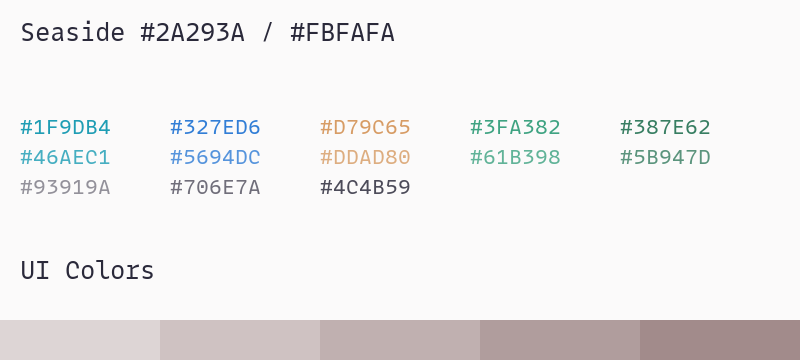 Seaside #2A293A / #FBFAFA
#1F9DB4 #327ED6 #D79C65 #3FA382 #387E62
#46AEC1 #5694DC #DDAD80 #61B398 #5B947D
#93919A #706E7A #4C4B59
UI Colors